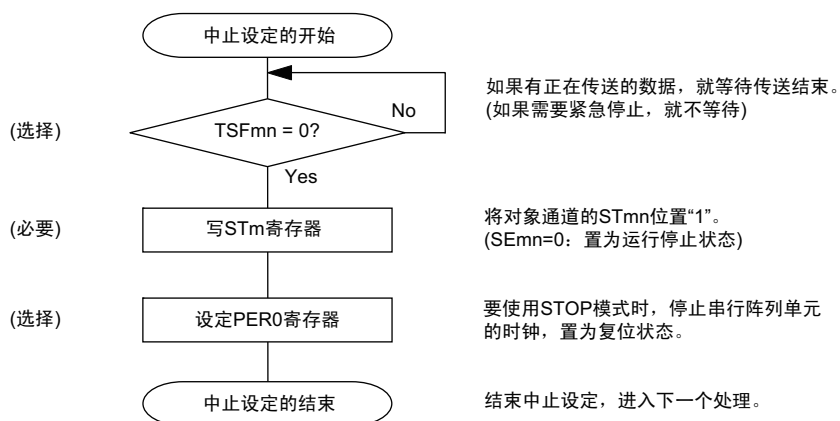 中止设定的开始
如果有正在传送的数据，就等待传送结束。
(如果需要紧急停止，就不等待)
No
(选择)
TSFmn = 0?
Yes
(必要)
写STm寄存器
将对象通道的STmn位置“1”。
(SEmn=0：置为运行停止状态)
(选择)
设定PER0寄存器
要使用STOP模式时，停止串行阵列单元
的时钟，置为复位状态。
中止设定的结束
结束中止设定，进入下一个处理。